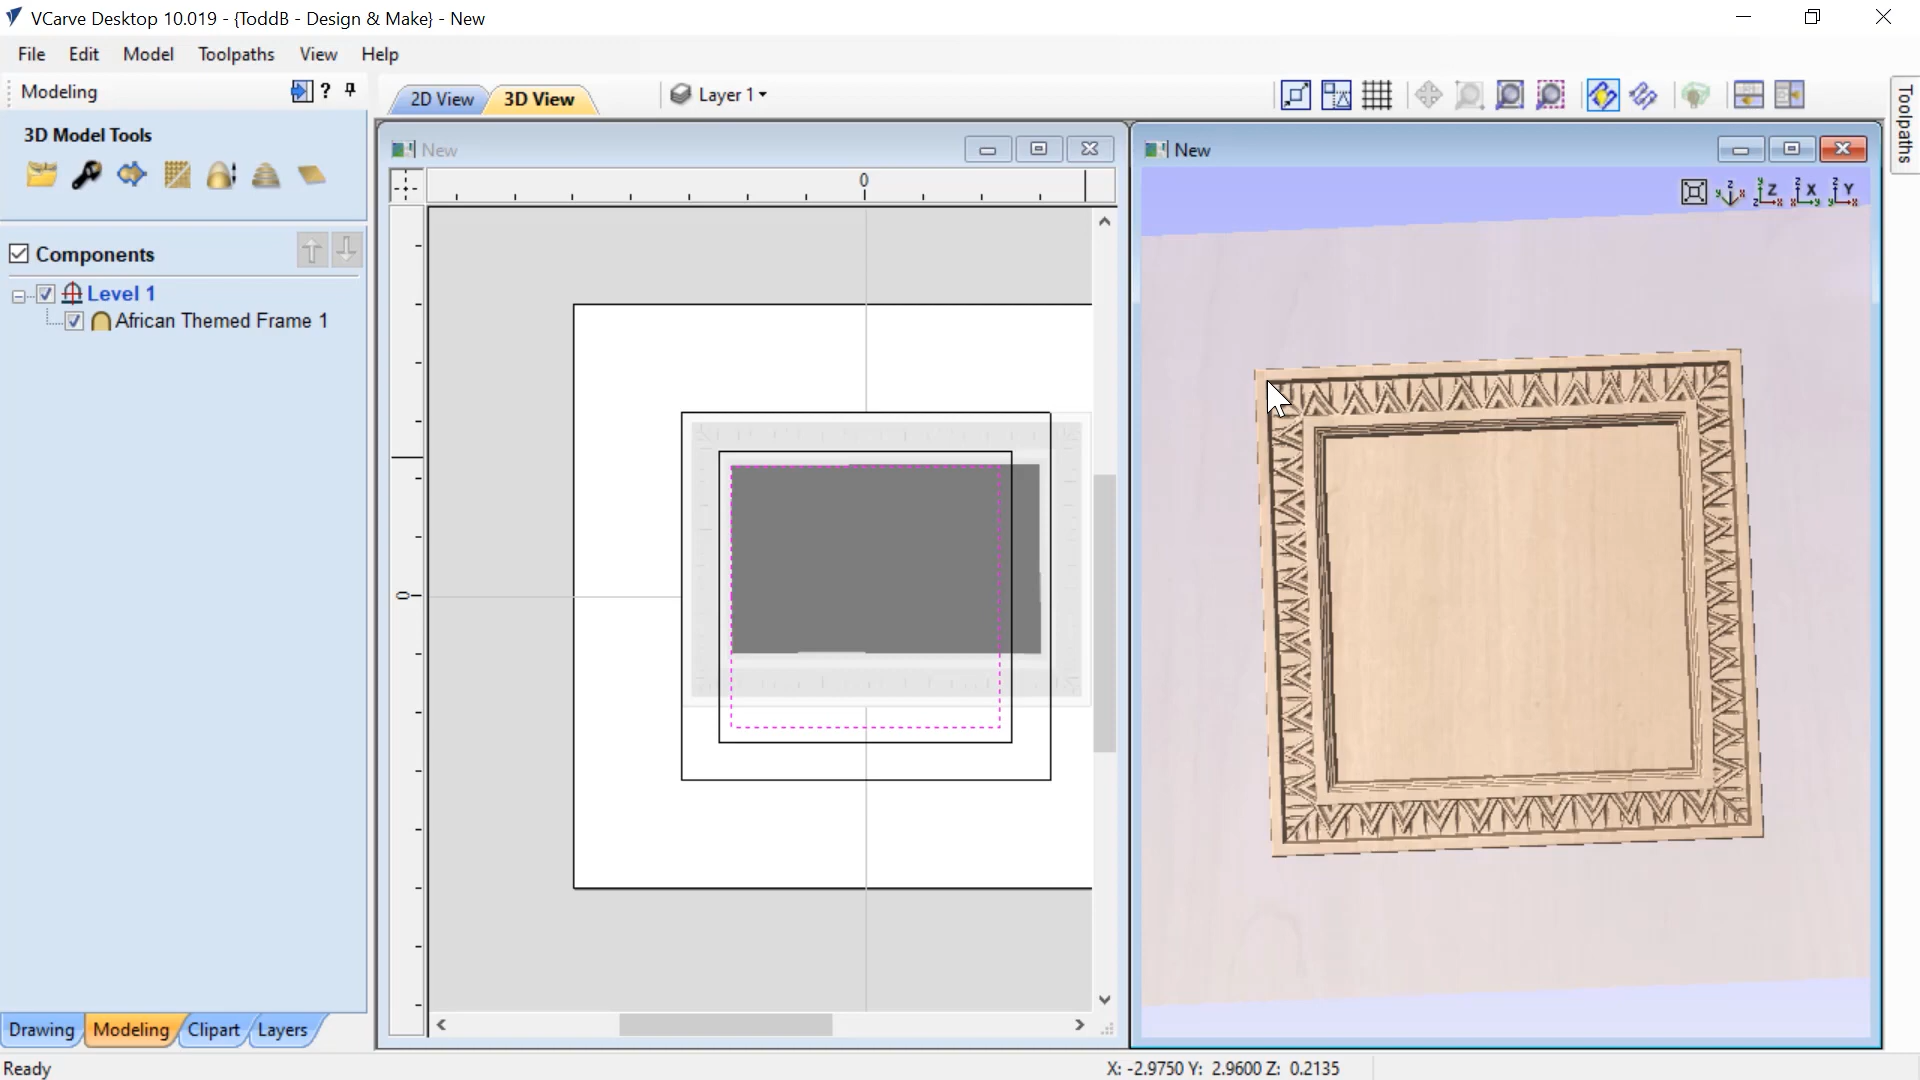 VCarve Desktop 10.019 - {ToddB - Design & Make} - New
File Edit Model Toolpaths View Help
Modeling ?
2D View 3D View Layer 1
3D Model Tools
Components
Level 1
African Themed Frame 1
New
0
0
New
Z X Y
Toolpaths
Drawing Modeling Clipart Layers
Ready
X: -2.9750 Y: 2.9600 Z: 0.2135